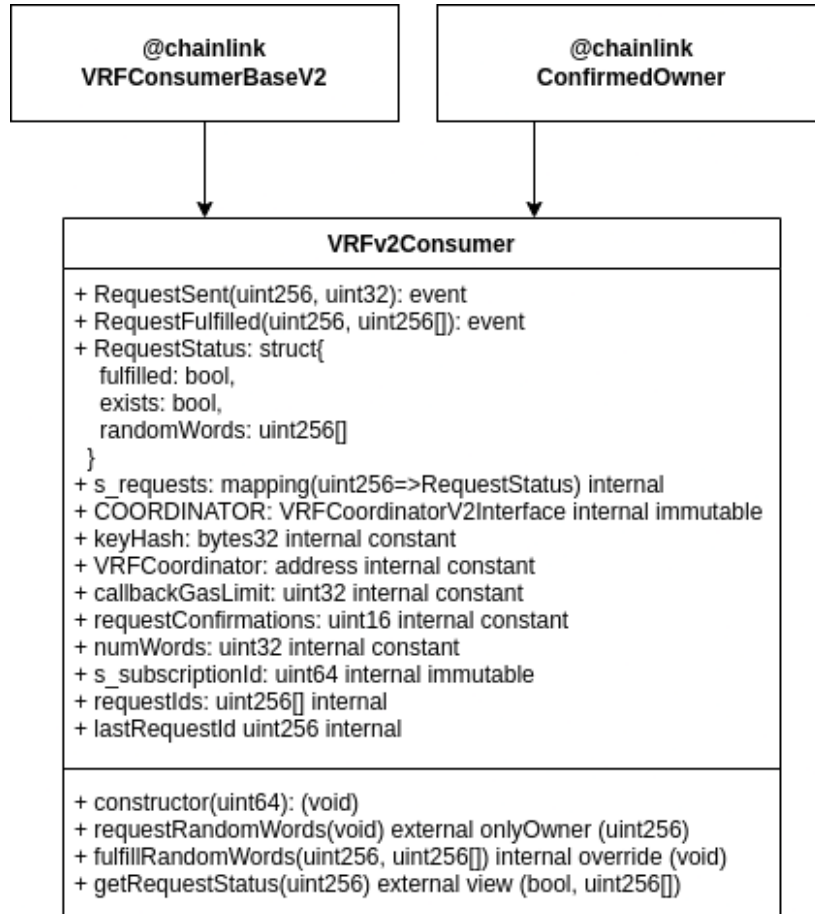 @chainlink
VRFConsumerBaseV2
@chainlink
ConfirmedOwner
VRFv2Consumer
+ RequestSent(uint256, uint32): event
+ RequestFulfilled(uint256, uint256[]): event
+ RequestStatus: struct{
fulfilled: bool,
exists: bool,
randomWords: uint256[]
}
+ s_requests: mapping(uint256=>RequestStatus) internal
+ COORDINATOR: VRFCoordinatorV2Interface internal immutable
+ keyHash: bytes32 internal constant
+ VRFCoordinator: address internal constant
+ callbackGasLimit: uint32 internal constant
+ requestConfirmations: uint16 internal constant
+ numWords: uint32 internal constant
+ s_subscriptionId: uint64 internal immutable
+ requestIds: uint256[] internal
+ lastRequestId uint256 internal
+ constructor(uint64): (void)
+ requestRandomWords(void) external onlyOwner (uint256)
+ fulfillRandomWords(uint256, uint256[]) internal override (void)
+ getRequestStatus(uint256) external view (bool, uint256[])